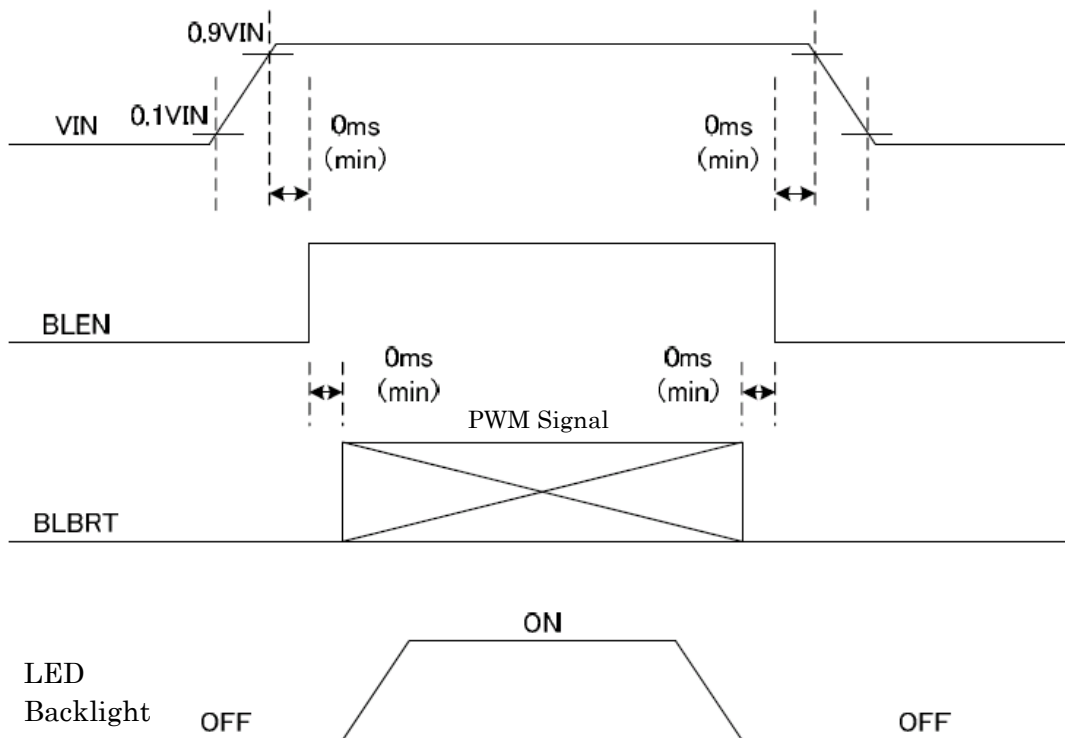 0.9VIN
0.1VIN
VIN
0ms
(min)
0ms
(min)
BLEN
0ms
(min)
0ms
(min)
PWM Signal
BLBRT
ON
LED
Backlight
OFF
OFF